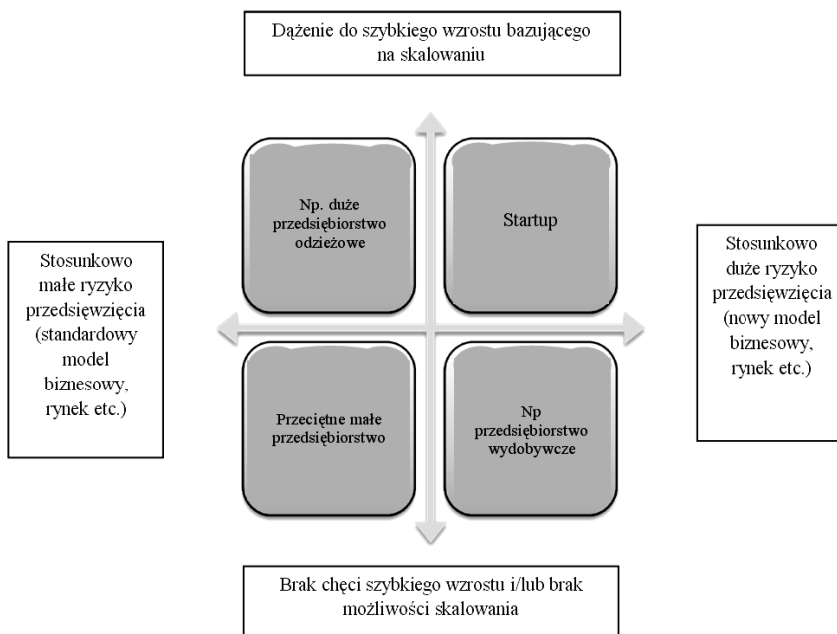 Dążenie do szybkiego wzrostu bazującego
na skalowaniu
Np. duże
przedsiębiorstwo
odzieżowe
Startup
Stosunkowo
małe ryzyko
przedsięwzięcia
(standardowy
model
biznesowy,
rynek etc.)
Stosunkowo
duże ryzyko
przedsięwzięcia
(nowy model
biznesowy,
rynek etc.)
Przeciętne małe
przedsiębiorstwo
Np
przedsiębiorstwo
wydobywcze
Brak chęci szybkiego wzrostu i/lub brak
możliwości skalowania